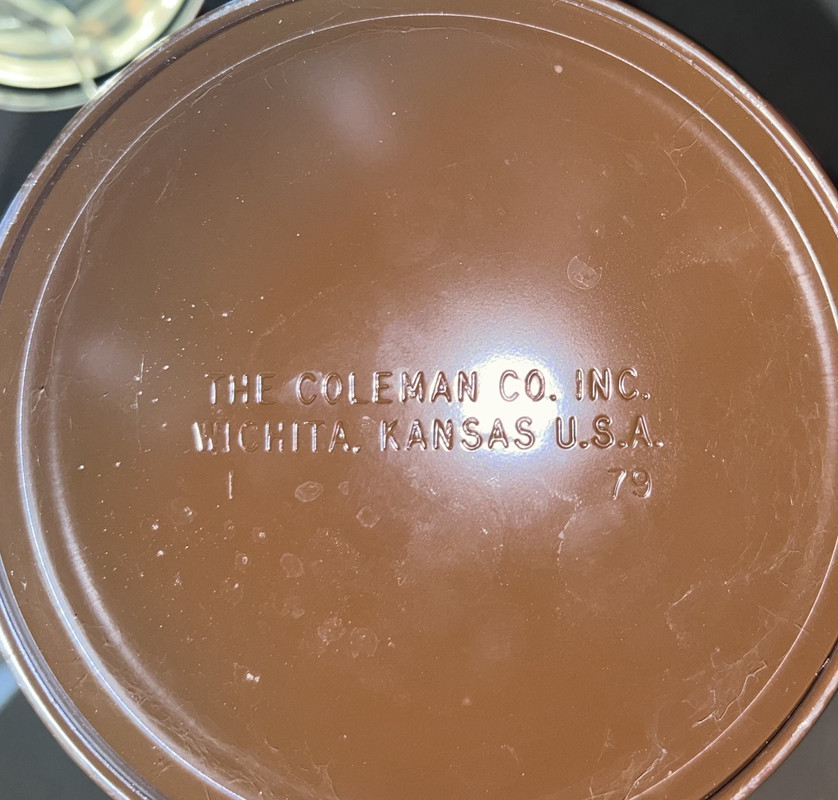 THE COLEMAN CO. INC.
WICHITA, KANSAS U.S.A.
1 79